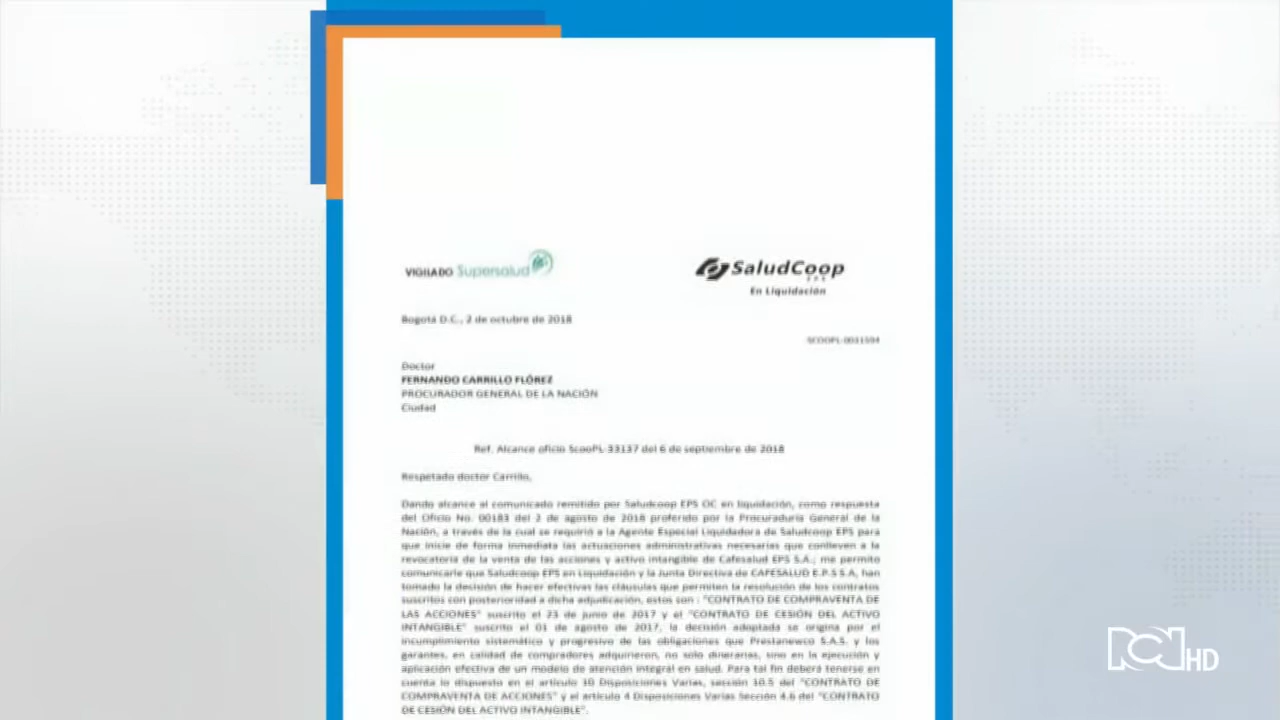 VIGILADO Supersalud
SaludCoop
EPS
En Liquidación
Bogotá D.C., 2 de octubre de 2018
Doctor
FERNANDO CARRILLO FLÓREZ
PROCURADOR GENERAL DE LA NACIÓN
Ciudad
Ref. Alcance oficio ScooPL-33137 del 6 de septiembre de 2018
Respetado doctor Carrillo,
Dando alcance al comunicado remitido por Saludcoop EPS OC en liquidación, como respuesta
del Oficio No. 00183 del 2 de agosto de 2018 proferido por la Procuraduría General de la
Nación, a través de la cual se requirió a la Agente Especial Liquidadora de Saludcoop EPS para
que inicie de forma inmediata las actuaciones administrativas necesarias que conlleven a la
revocatoria de la venta de las acciones y activo intangible de Cafesalud EPS S.A.; me permito
comunicarle que Saludcoop EPS en Liquidación y la Junta Directiva de CAFESALUD E.P.S S.A, han
tomado la decisión de hacer efectivas las cláusulas que permiten la resolución de los contratos
suscritos con posterioridad a dicha adjudicación, estos son : "CONTRATO DE COMPRAVENTA DE
LAS ACCIONES" suscrito el 23 de junio de 2017 y el "CONTRATO DE CESIÓN DEL ACTIVO
INTANGIBLE" suscrito el 01 de agosto de 2017, la decisión adoptada se origina por el
incumplimiento sistemático y progresivo de las obligaciones que Prestanewco S.A.S. y los
garantes, en calidad de compradores adquirieron, no solo dinerarias, sino en la ejecución y
aplicación efectiva de un modelo de atención integral en salud. Para tal fin deberá tenerse en
cuenta lo dispuesto en el artículo 10 Disposiciones Varias, sección 10.5 del "CONTRATO DE
COMPRAVENTA DE ACCIONES" y el artículo 4 Disposiciones Varias Sección 4.6 del "CONTRATO
DE CESIÓN DEL ACTIVO INTANGIBLE".
RCN HD